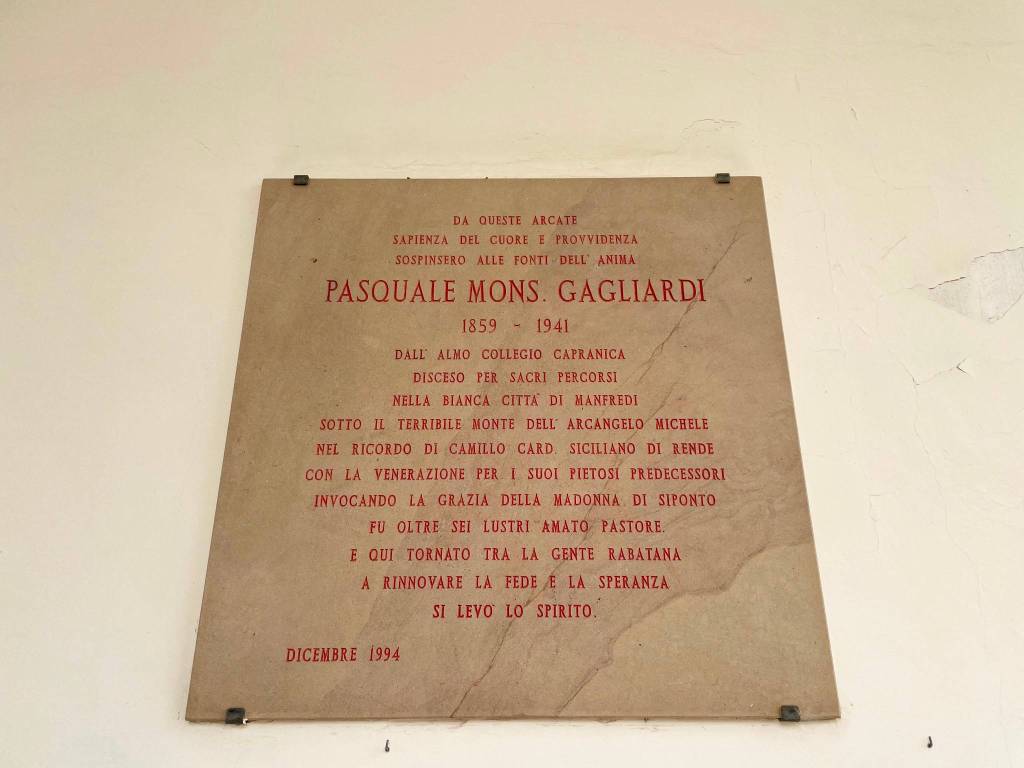 DA QUESTE ARCATE
SAPIENZA DEL CUORE E PROVVIDENZA
SOSPINSERO ALLE FONTI DELL' ANIMA
PASQUALE MONS. GAGLIARDI
1859 - 1941
DALL' ALMO COLLEGIO CAPRANICA
DISCESO PER SACRI PERCORSI
NELLA BIANCA CITTA' DI MANFREDI
SOTTO IL TERRIBILE MONTE DELL' ARCANGELO MICHELE
NEL RICORDO DI CAMILLO CARD. SICILIANO DI RENDE
CON LA VENERAZIONE PER I SUOI PIETOSI PREDECESSORI
INVOCANDO LA GRAZIA DELLA MADONNA DI SIPONTO
FU OLTRE SEI LUSTRI AMATO PASTORE.
E QUI TORNATO TRA LA GENTE RABATANA
A RINNOVARE LA FEDE E LA SPERANZA
SI LEVO' LO SPIRITO.
DICEMBRE 1994